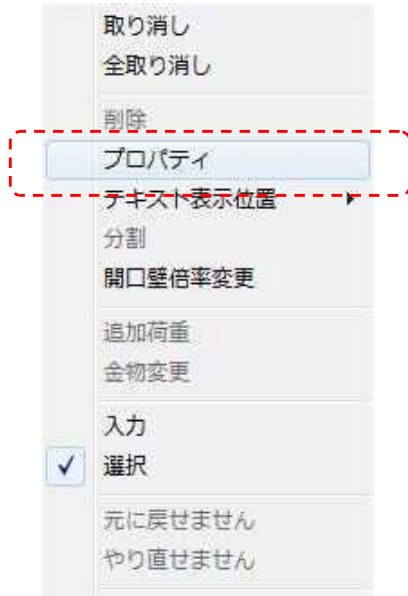 取り消し
全取り消し
削除
プロパティ
テキスト表示位置
分割
開口壁倍率変更
追加荷重
金物変更
入力
選択
元に戻せません
やり直せません